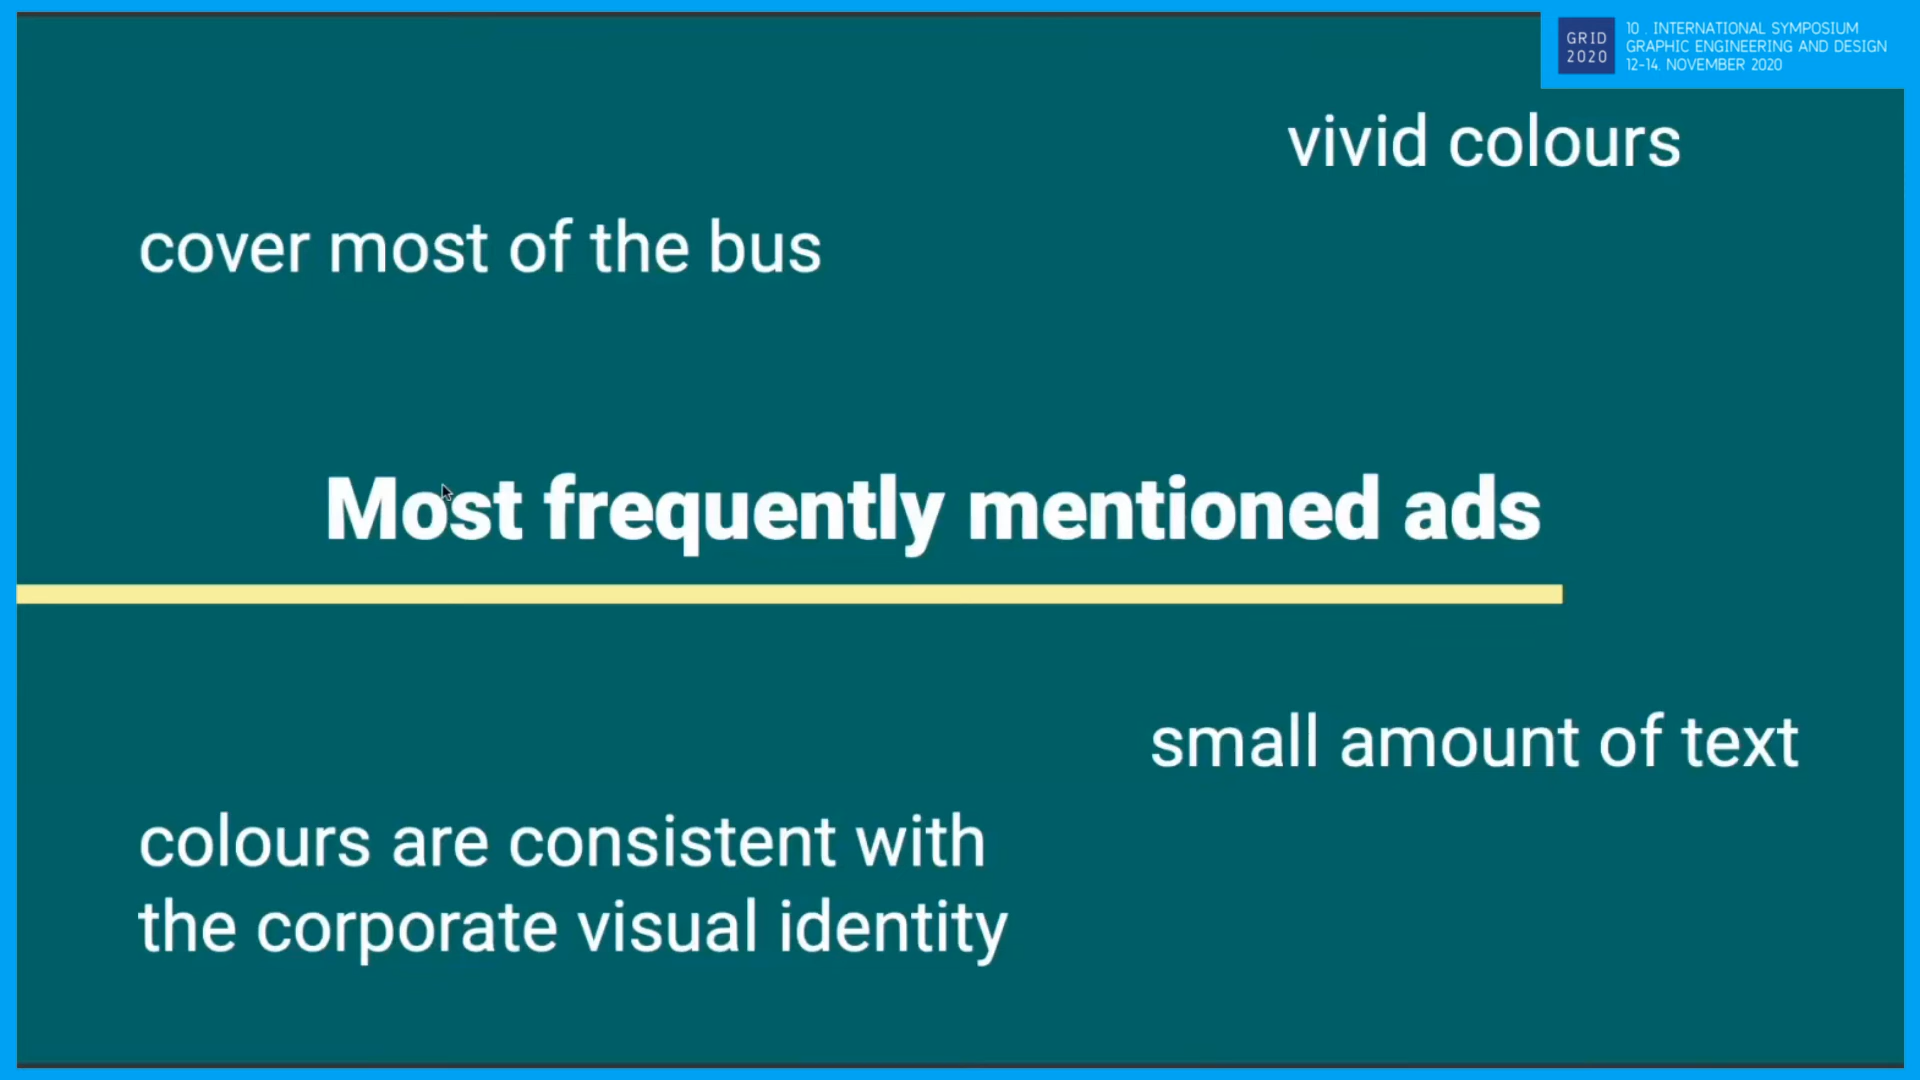 GRID
2020
10 . INTERNATIONAL SYMPOSIUM
GRAPHIC ENGINEERING AND DESIGN
12-14. NOVEMBER 2020
vivid colours
cover most of the bus
Most frequently mentioned ads
small amount of text
colours are consistent with
the corporate visual identity